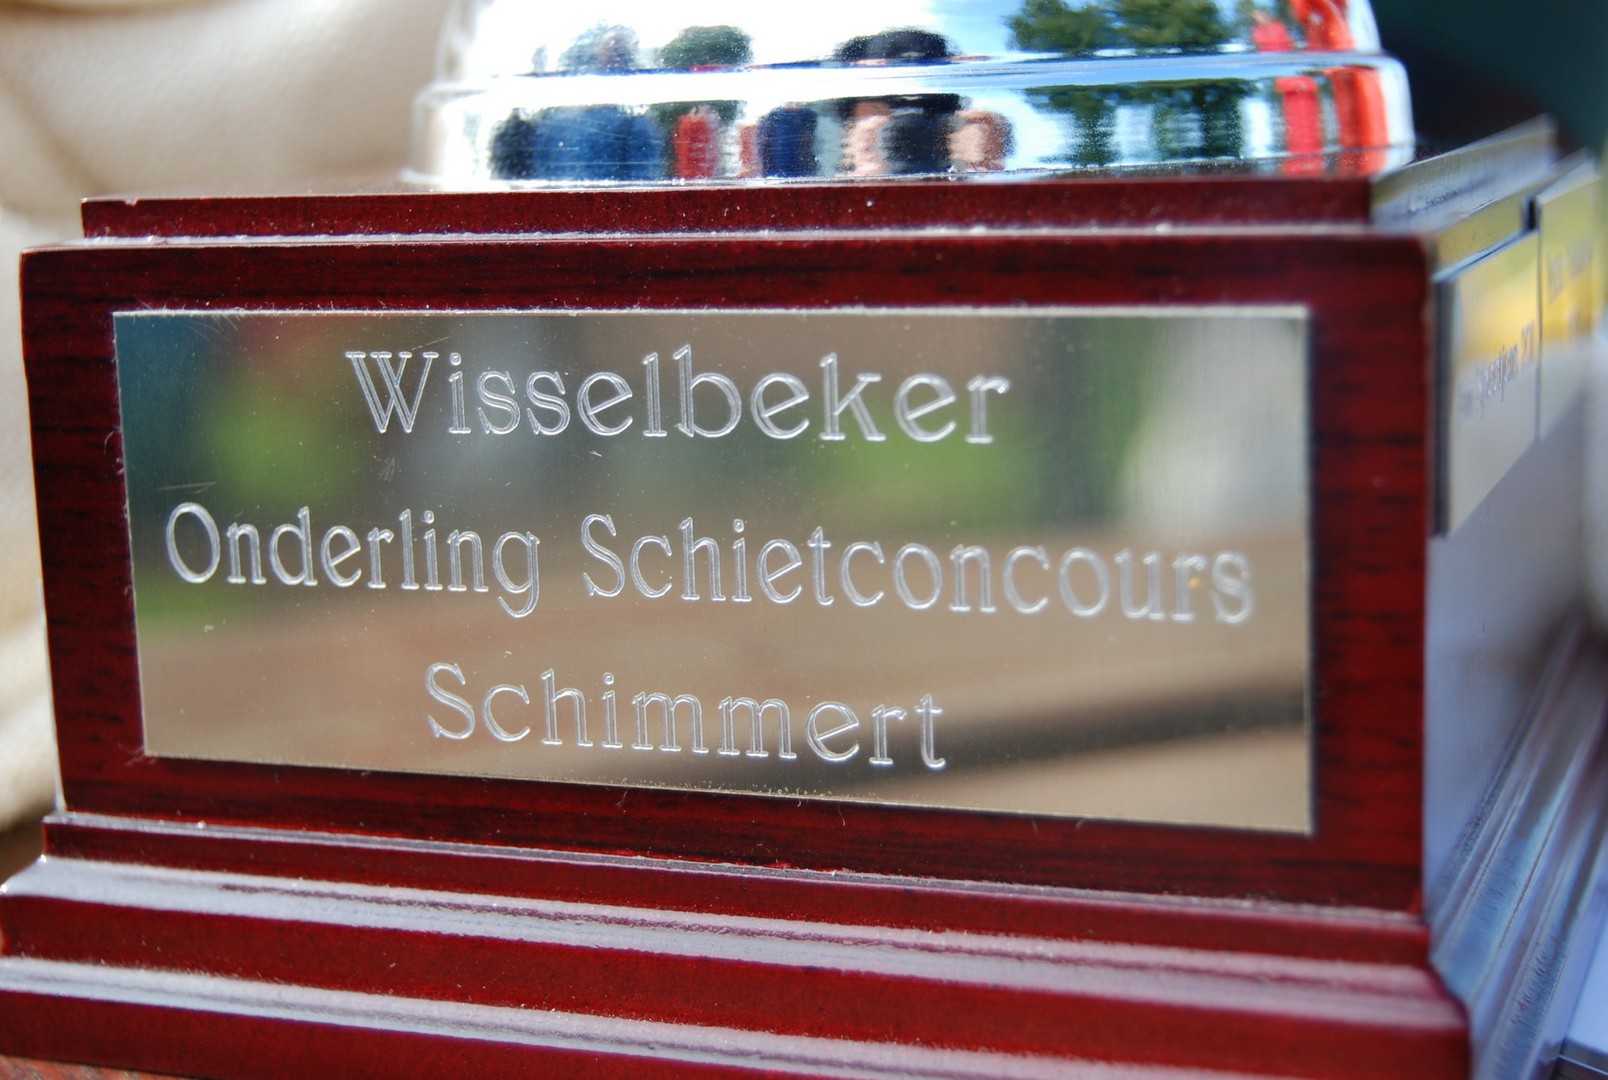 Wisselbeker
Onderling Schietconcours
Schimmert